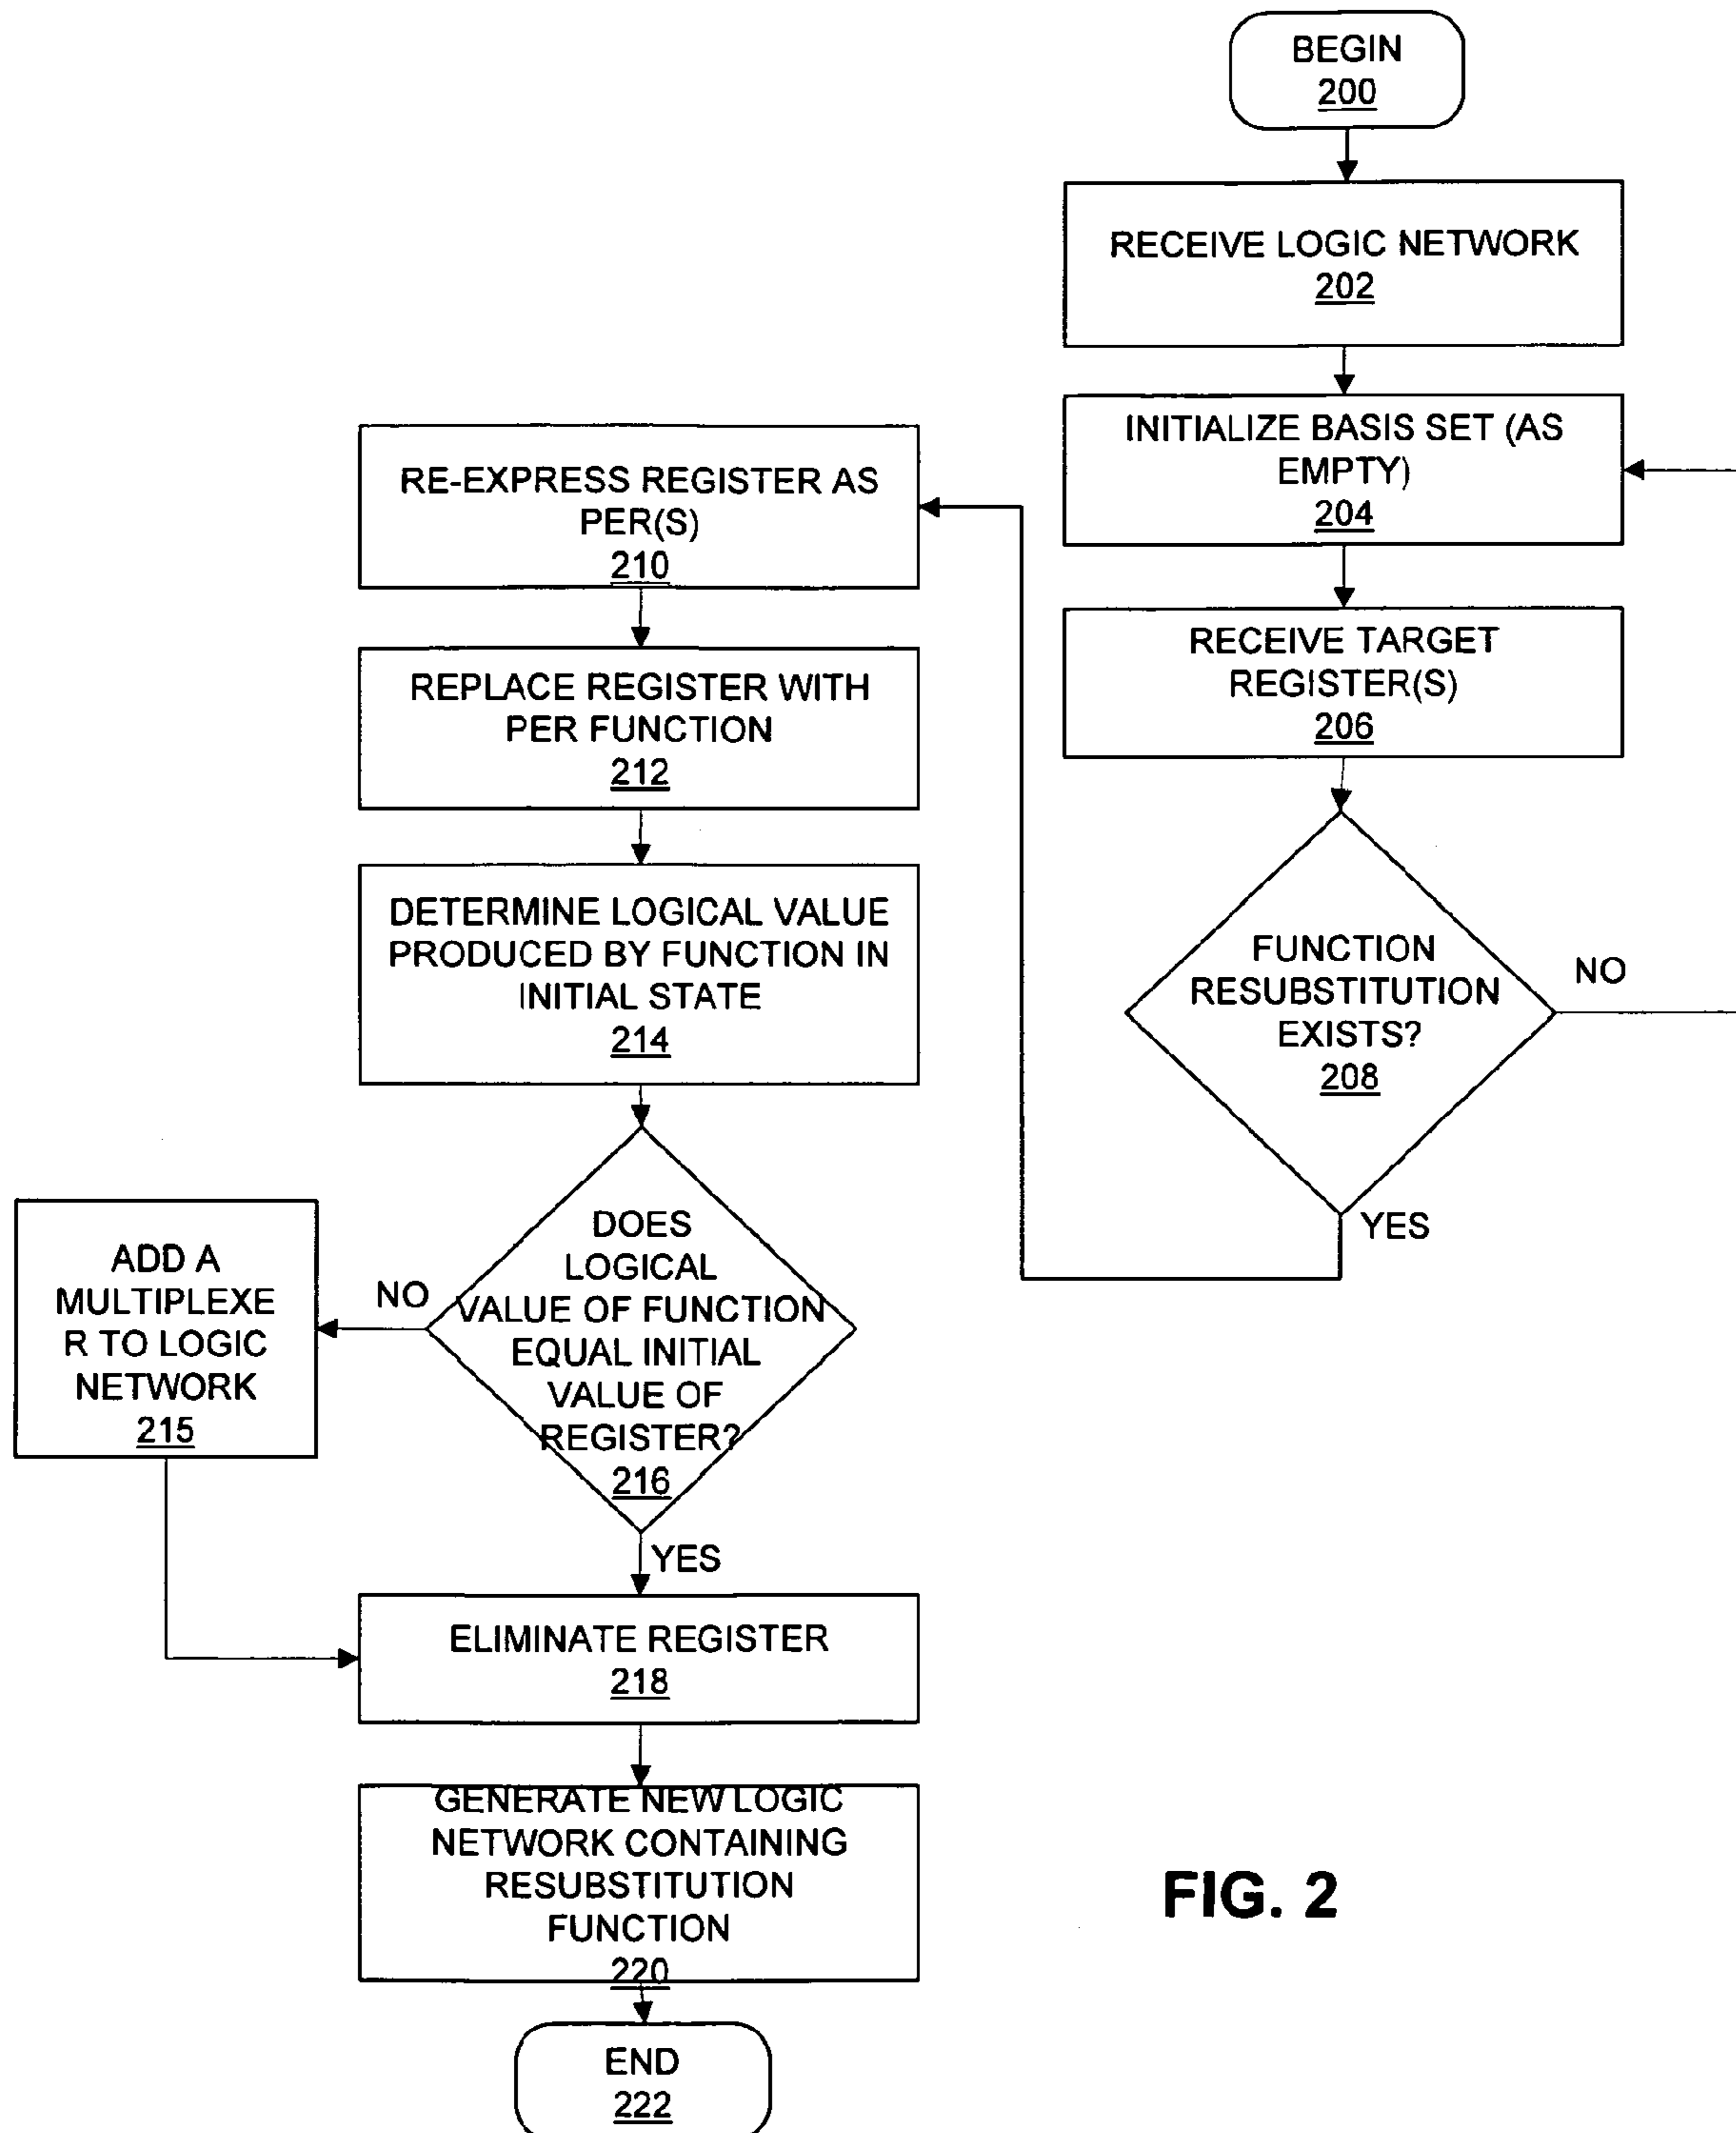 BEGIN
200
RECEIVE LOGIC NETWORK
202
INITIALIZE BASIS SET (AS
EMPTY)
204
RECEIVE TARGET
REGISTER(S)
206
FUNCTION
RESUBSTITUTION
EXISTS?
208
NO
YES
RE-EXPRESS REGISTER AS
PER(S)
210
REPLACE REGISTER WITH
PER FUNCTION
212
DETERMINE LOGICAL VALUE
PRODUCED BY FUNCTION IN
INITIAL STATE
214
DOES
LOGICAL
VALUE OF FUNCTION
EQUAL INITIAL
VALUE OF
REGISTER?
216
NO
YES
ADD A
MULTIPLEXE
R TO LOGIC
NETWORK
215
ELIMINATE REGISTER
218
GENERATE NEW LOGIC
NETWORK CONTAINING
RESUBSTITUTION
FUNCTION
220
END
222
FIG. 2